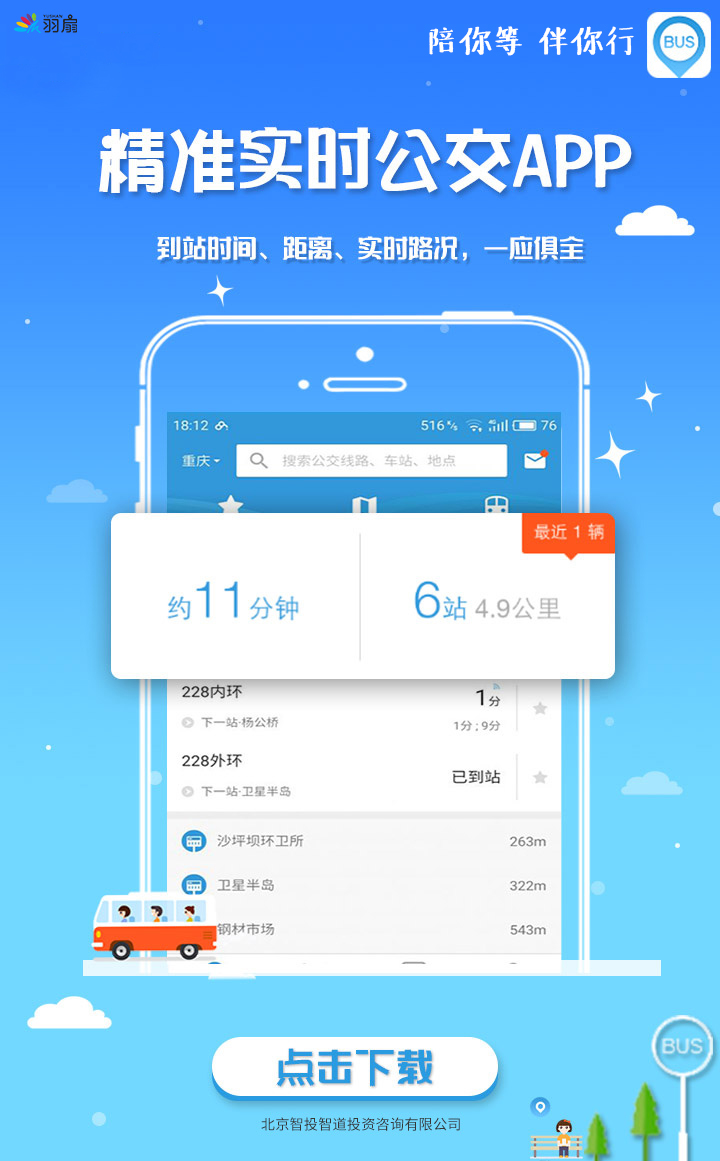 YUSHAN
羽扇
陪你等 伴你行
BUS
精准实时公交APP
到站时间、距离、实时路况，一应俱全
18:12
516 K/s
4G
76
重庆
搜索公交线路、车站、地点
最近 1 辆
约11分钟
6站 4.9公里
228内环
1分
下一站·杨公桥
1分 ; 9分
228外环
已到站
下一站·卫星半岛
沙坪坝环卫所
263m
卫星半岛
322m
钢材市场
543m
BUS
点击下载
北京智投智道投资咨询有限公司